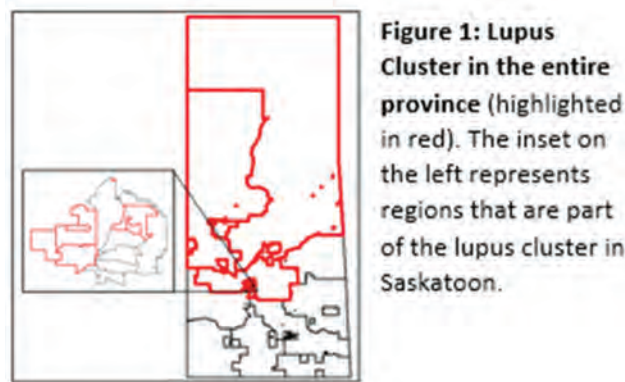 Figure 1: Lupus
Cluster in the entire
province (highlighted
in red). The inset on
the left represents
regions that are part
of the lupus cluster in
Saskatoon.